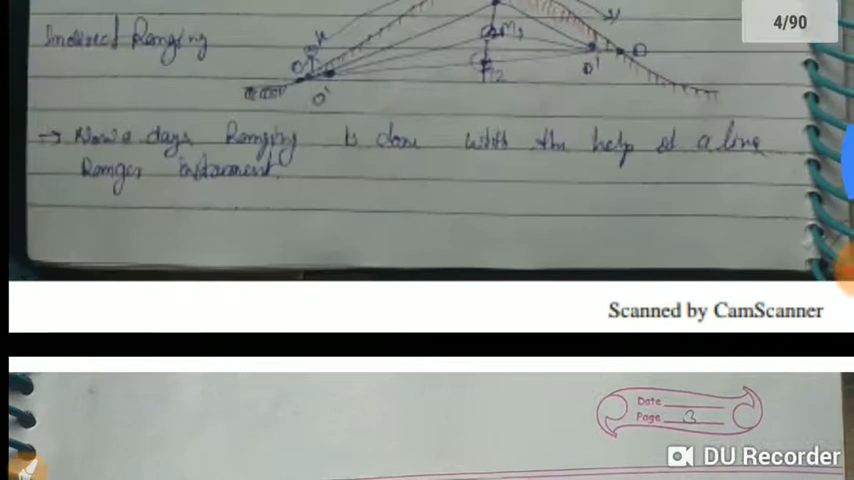 4/90
Indirect Ranging
M1
O
D
O'
D'
→ Now a days Ranging is done with the help of a line
Ranger instrument
Scanned by CamScanner
Date
Page 3
DU Recorder